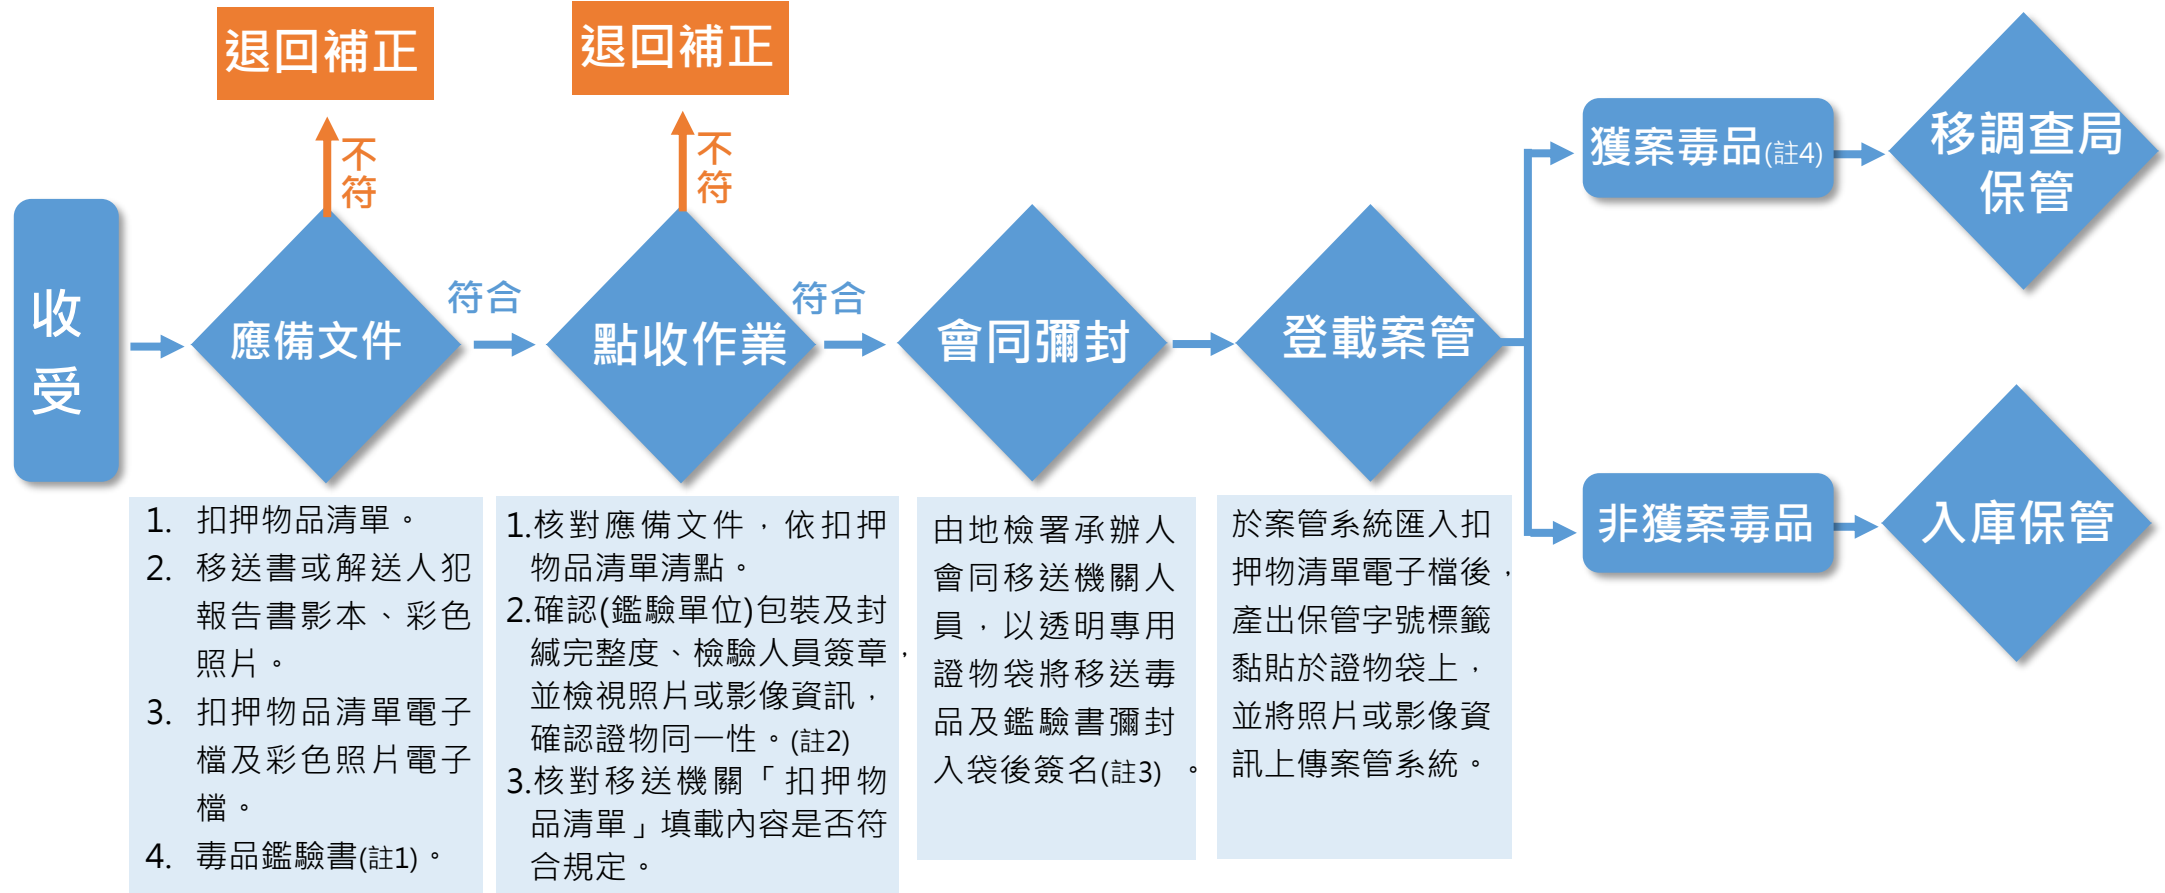 退回補正
退回補正
不
符
不
符
收
受
應備文件
符合
點收作業
符合
會同彌封
登載案管
獲案毒品(註4)
移調查局
保管
非獲案毒品
入庫保管
1. 扣押物品清單。
2. 移送書或解送人犯
報告書影本、彩色
照片。
3. 扣押物品清單電子
檔及彩色照片電子
檔。
4. 毒品鑑驗書(註1)。
1.核對應備文件，依扣押
物品清單清點。
2.確認(鑑驗單位)包裝及封
緘完整度、檢驗人員簽章，
並檢視照片或影像資訊，
確認證物同一性。(註2)
3.核對移送機關「扣押物
品清單」填載內容是否符
合規定。
由地檢署承辦人
會同移送機關人
員，以透明專用
證物袋將移送毒
品及鑑驗書彌封
入袋後簽名(註3) 。
於案管系統匯入扣
押物清單電子檔後，
產出保管字號標籤
黏貼於證物袋上，
並將照片或影像資
訊上傳案管系統。